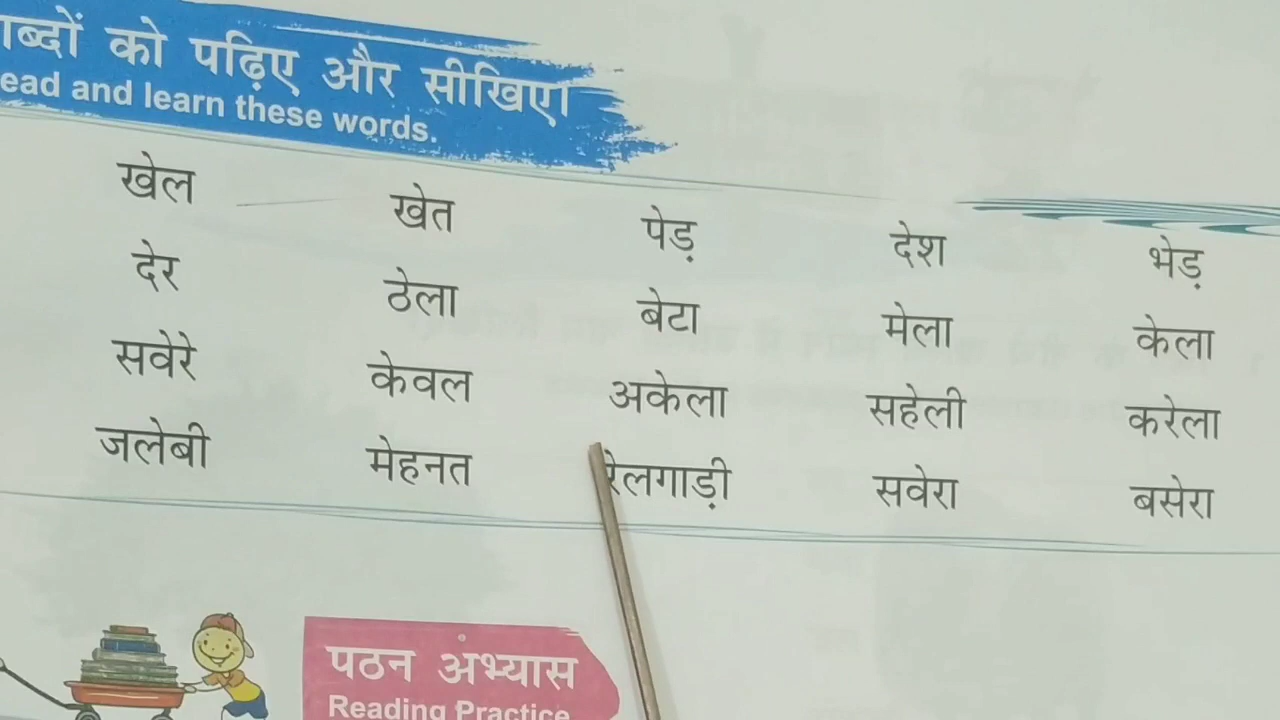 ाब्दों को पढ़िए और सीखिए।
ead and learn these words.
खेल खेत पेड़ देश भेड़
देर ठेला बेटा मेला केला
सवेरे केवल अकेला सहेली करेला
जलेबी मेहनत रेलगाड़ी सवेरा बसेरा
पठन अंभ्यास
Reading Practice